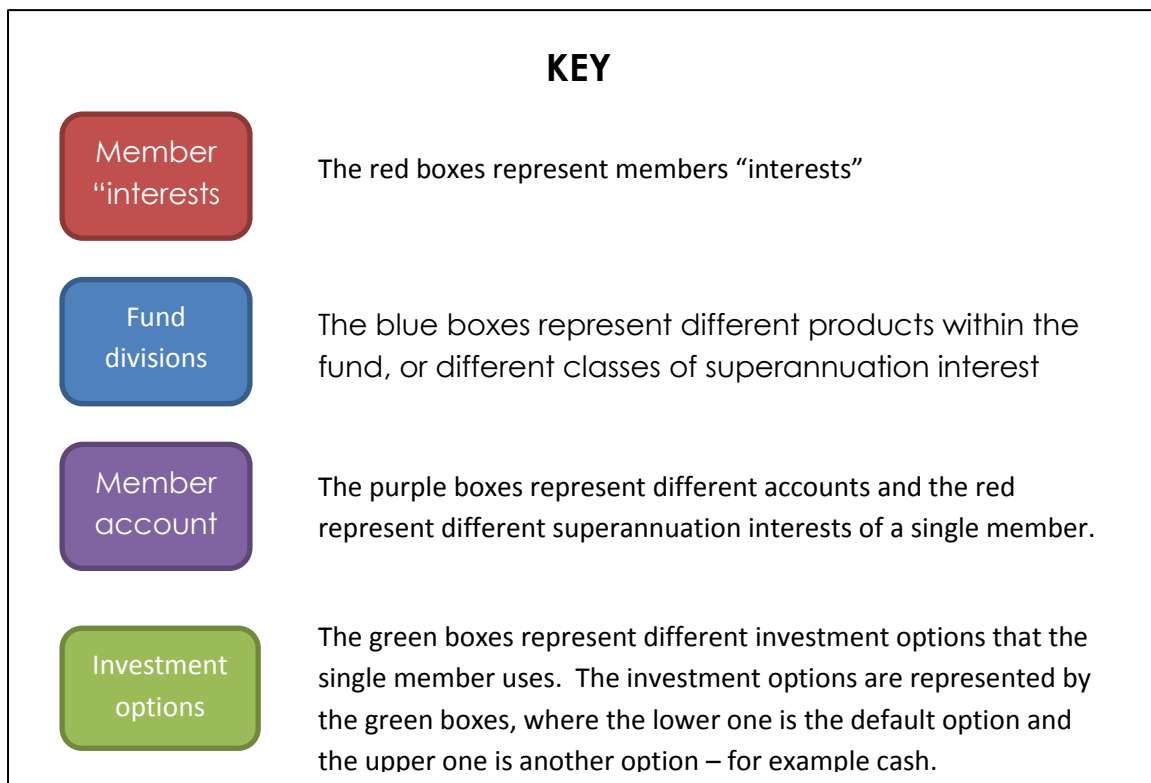 KEY
Member
“interests
The red boxes represent members “interests”
Fund
divisions
The blue boxes represent different products within the
fund, or different classes of superannuation interest
Member
account
The purple boxes represent different accounts and the red
represent different superannuation interests of a single member.
Investment
options
The green boxes represent different investment options that the
single member uses.  The investment options are represented by
the green boxes, where the lower one is the default option and
the upper one is another option – for example cash.